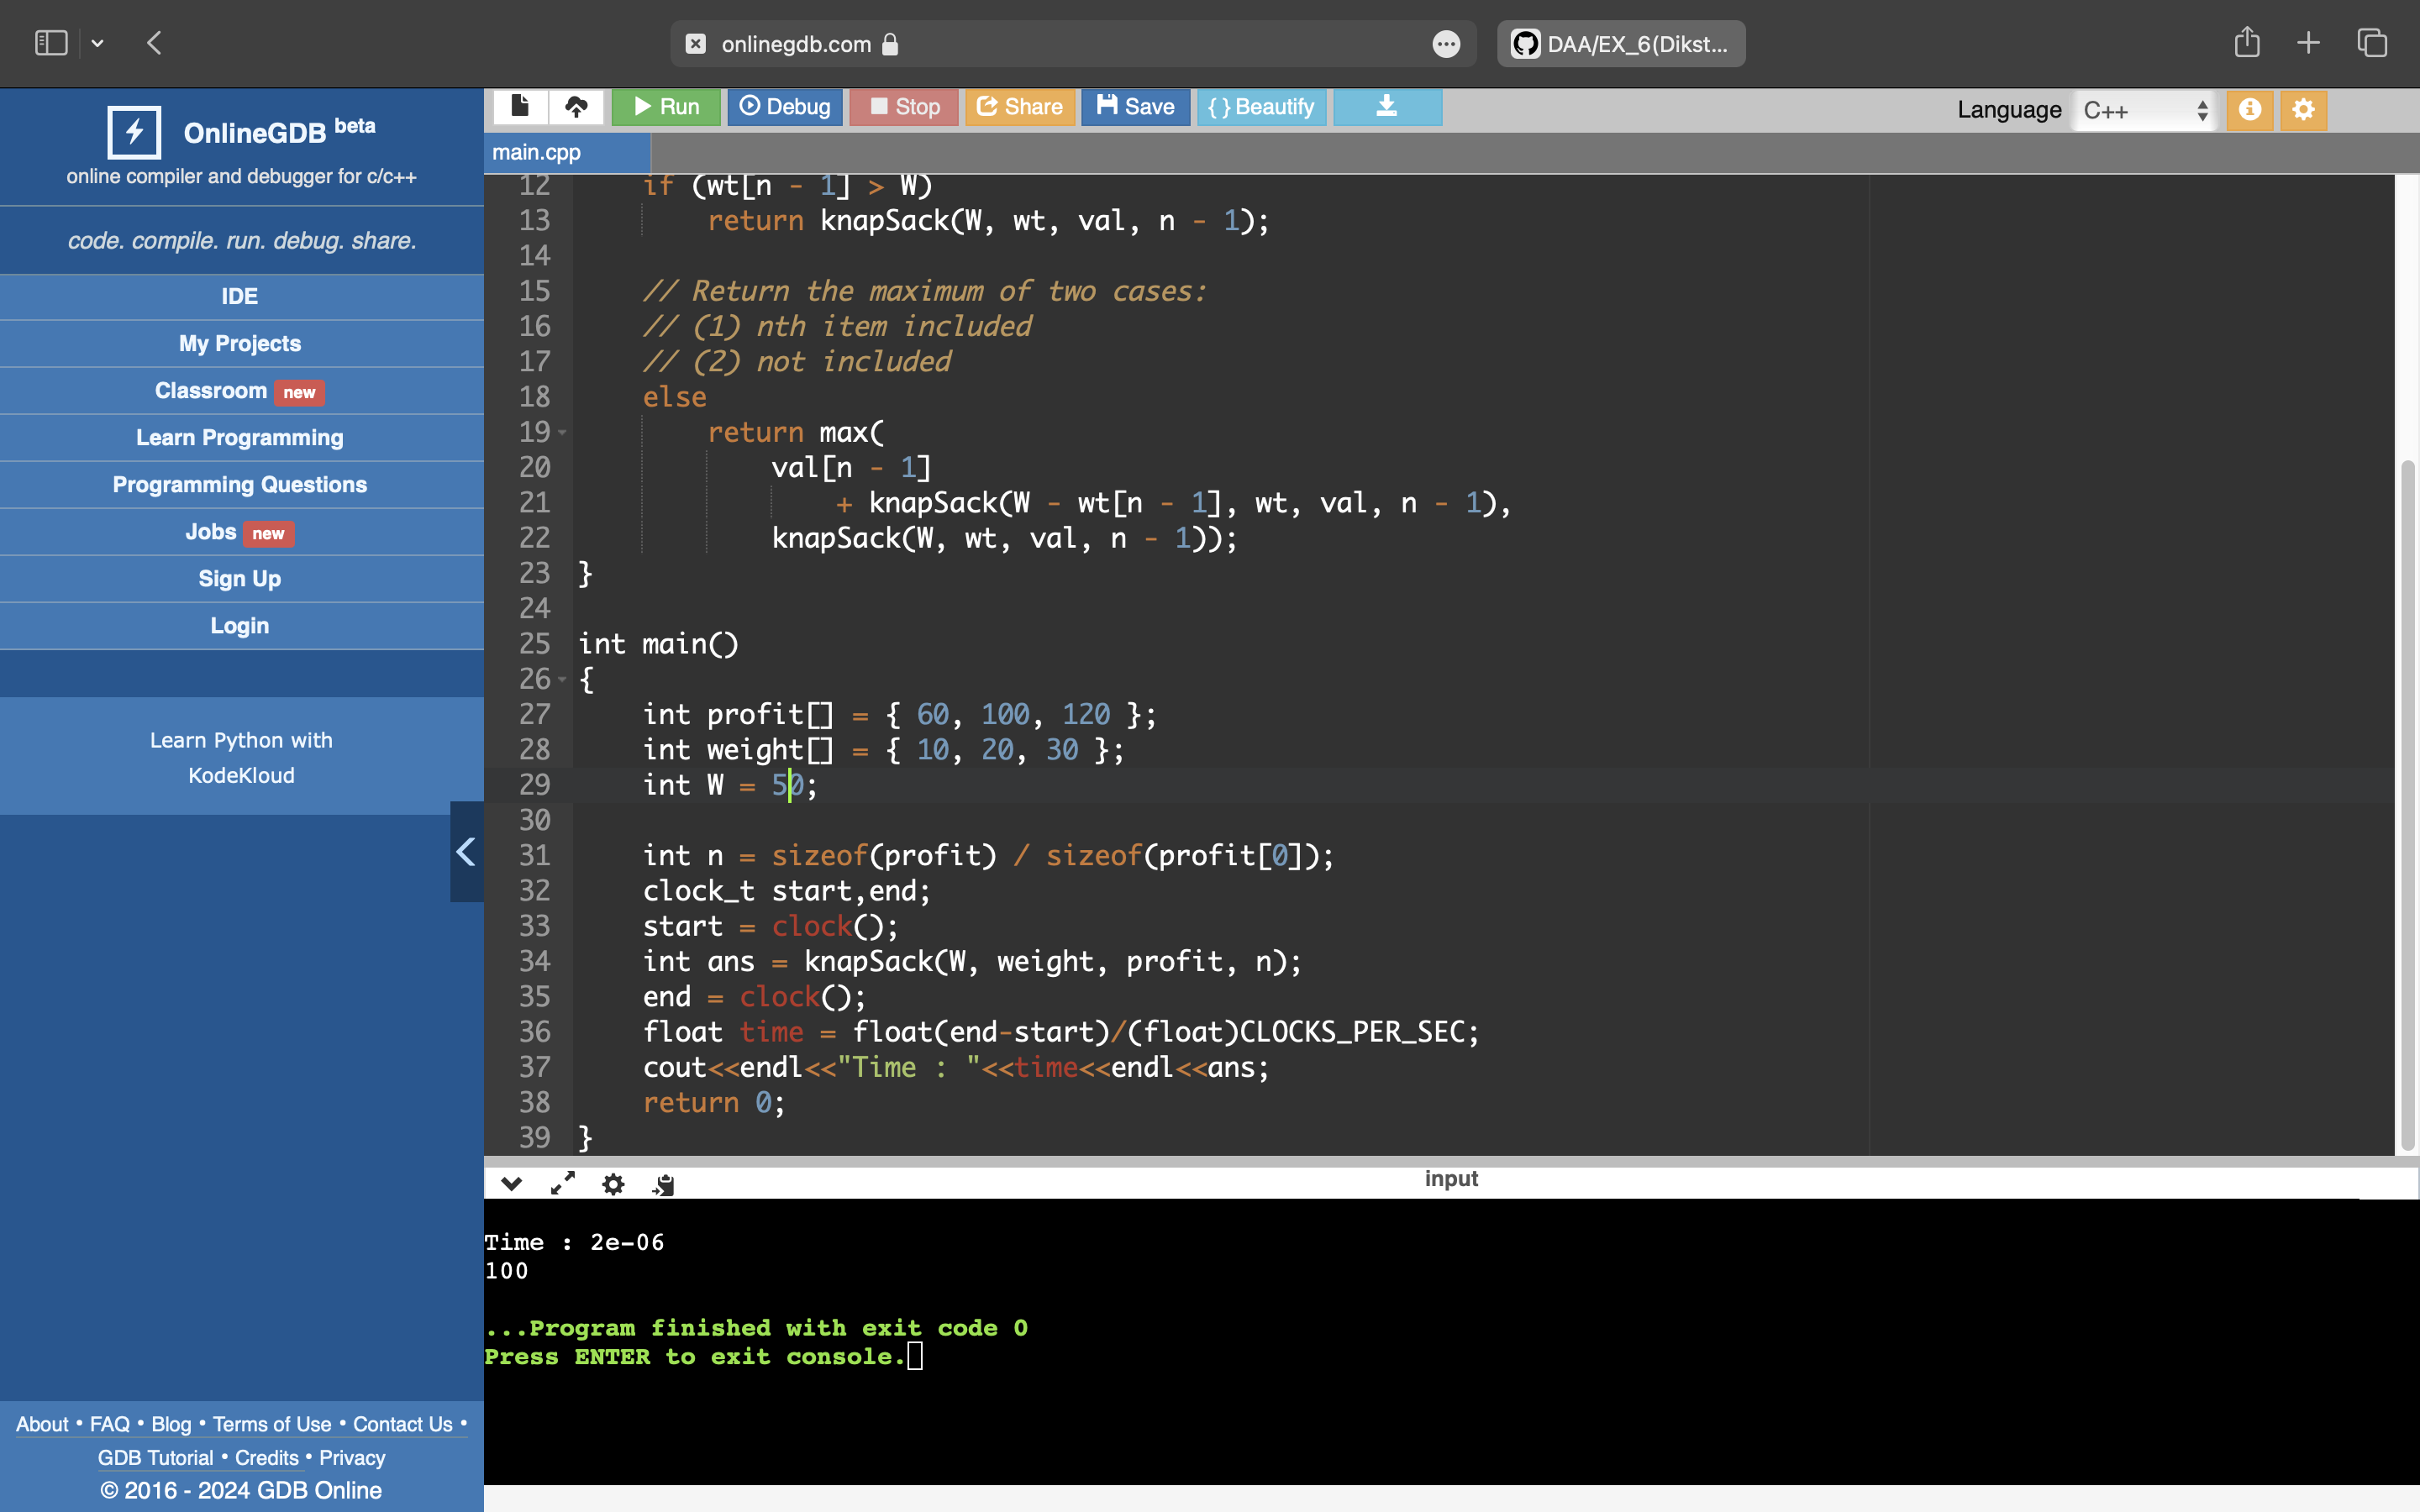 onlinegdb.com
DAA/EX_6(Dikst...
OnlineGDB beta
online compiler and debugger for c/c++
code. compile. run. debug. share.
IDE
My Projects
Classroom new
Learn Programming
Programming Questions
Jobs new
Sign Up
Login
Learn Python with
KodeKloud
About • FAQ • Blog • Terms of Use • Contact Us •
GDB Tutorial • Credits • Privacy
© 2016 - 2024 GDB Online
Run Debug Stop Share Save { } Beautify
Language C++
main.cpp
12 if (wt[n - 1] > W)
13 return knapSack(W, wt, val, n - 1);
14
15 // Return the maximum of two cases:
16 // (1) nth item included
17 // (2) not included
18 else
19 return max(
20 val[n - 1]
21 + knapSack(W - wt[n - 1], wt, val, n - 1),
22 knapSack(W, wt, val, n - 1));
23 }
24
25 int main()
26 {
27 int profit[] = { 60, 100, 120 };
28 int weight[] = { 10, 20, 30 };
29 int W = 50;
30
31 int n = sizeof(profit) / sizeof(profit[0]);
32 clock_t start,end;
33 start = clock();
34 int ans = knapSack(W, weight, profit, n);
35 end = clock();
36 float time = float(end-start)/(float)CLOCKS_PER_SEC;
37 cout<<endl<<"Time : "<<time<<endl<<ans;
38 return 0;
39 }
input
Time : 2e-06
100
...Program finished with exit code 0
Press ENTER to exit console.